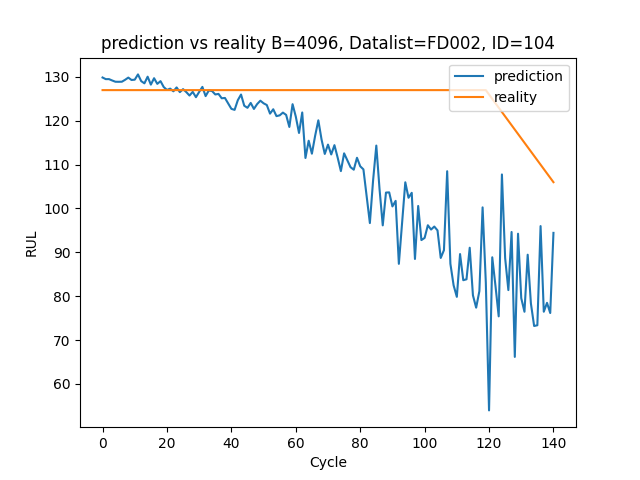 prediction vs reality B=4096, Datalist=FD002, ID=104
prediction
reality
RUL
130
120
110
100
90
80
70
60
0 20 40 60 80 100 120 140
Cycle